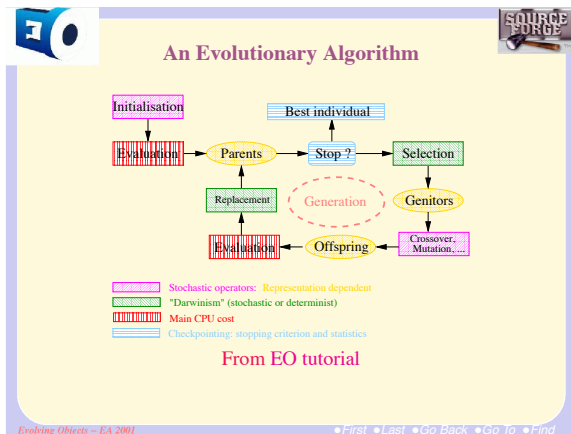 SOURCE
FORGE
An Evolutionary Algorithm
Initialisation
Best individual
Evaluation
Parents
Stop ?
Selection
Replacement
Generation
Genitors
Evaluation
Offspring
Crossover,
Mutation, ...
Stochastic operators: Representation dependent
"Darwinism" (stochastic or determinist)
Main CPU cost
Checkpointing: stopping criterion and statistics
From EO tutorial
Evolving Objects – EA 2001
●First ●Last ●Go Back ●Go To ●Find